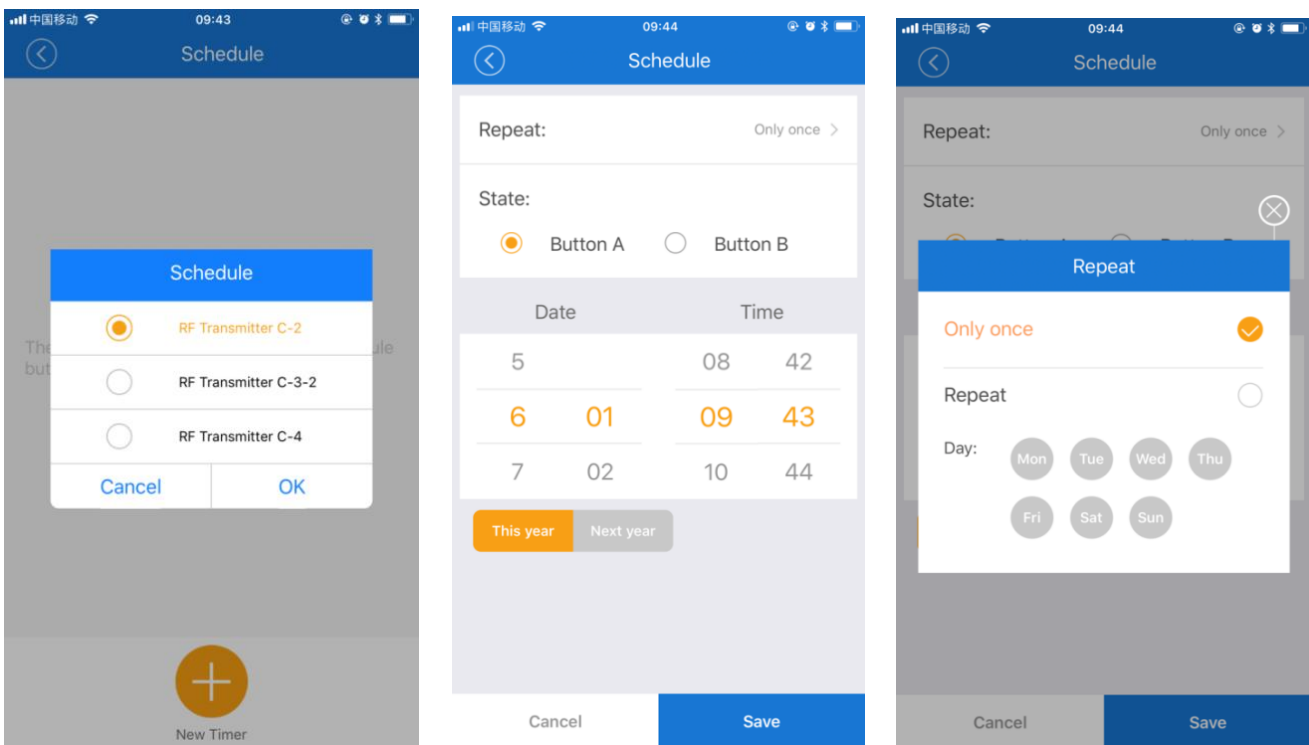 中国移动 09:43
Schedule
The
ule
but
Schedule
RF Transmitter C-2
RF Transmitter C-3-2
RF Transmitter C-4
Cancel OK
New Timer
中国移动 09:44
Schedule
Repeat: Only once
State:
Button A Button B
Date Time
5 08 42
6 01 09 43
7 02 10 44
This year Next year
Cancel Save
中国移动 09:44
Schedule
Repeat: Only once
State:
Repeat
Only once
Repeat
Day: Mon Tue Wed Thu
Fri Sat Sun
Cancel Save